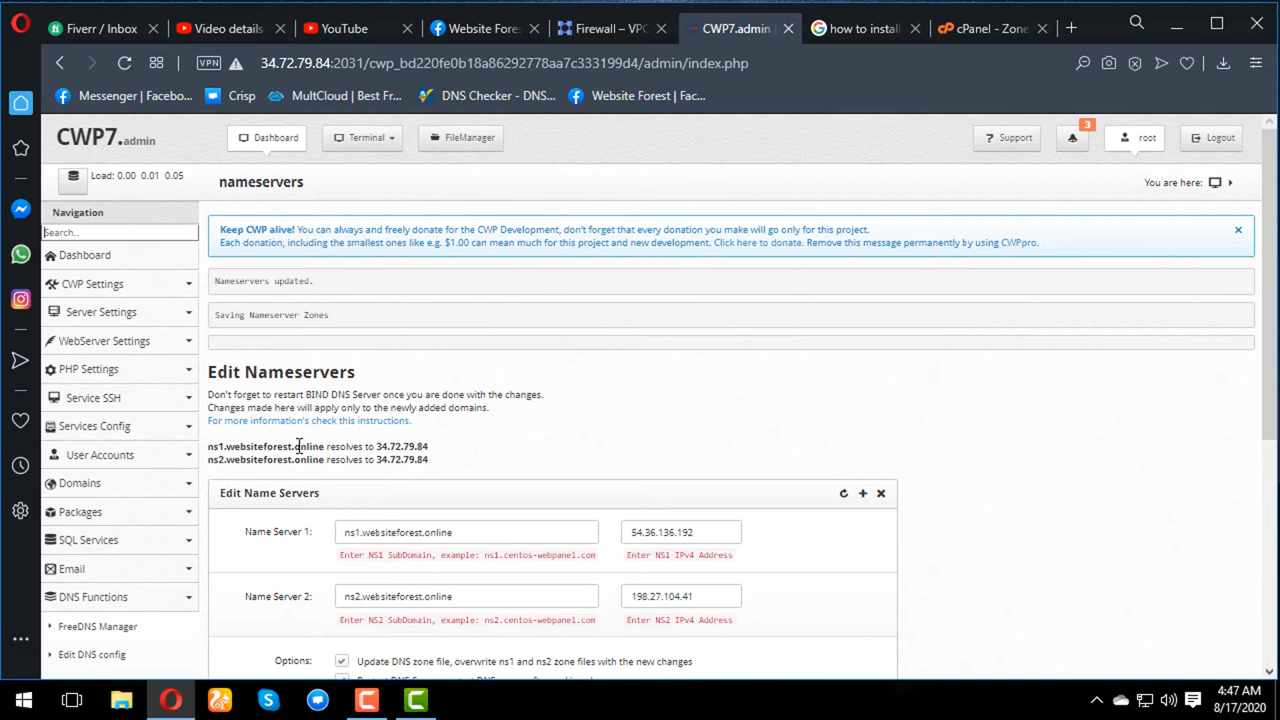 Fiverr / Inbox
Video details
YouTube
Website Fores
Firewall – VPC
CWP7.admin
how to install
cPanel - Zone
VPN
34.72.79.84:2031/cwp_bd220fe0b18a86292778aa7c333199d4/admin/index.php
Messenger | Facebo...
Crisp
MultCloud | Best Fr...
DNS Checker - DNS...
Website Forest | Fac...
CWP7.admin
Dashboard
Terminal
FileManager
? Support
3
root
Logout
Load: 0.00 0.01 0.05
nameservers
You are here:
Navigation
Search..
Dashboard
CWP Settings
Server Settings
WebServer Settings
PHP Settings
Service SSH
Services Config
User Accounts
Domains
Packages
SQL Services
Email
DNS Functions
FreeDNS Manager
Edit DNS config
Keep CWP alive! You can always and freely donate for the CWP Development, don't forget that every donation you make will go only for this project.
Each donation, including the smallest ones like e.g. $1.00 can mean much for this project and new development. Click here to donate. Remove this message permanently by using CWPpro.
Nameservers updated.
Saving Nameserver Zones
Edit Nameservers
Don't forget to restart BIND DNS Server once you are done with the changes.
Changes made here will apply only to the newly added domains.
For more information's check this instructions.
ns1.websiteforest.online resolves to 34.72.79.84
ns2.websiteforest.online resolves to 34.72.79.84
Edit Name Servers
Name Server 1:
ns1.websiteforest.online
54.36.136.192
Enter NS1 SubDomain, example: ns1.centos-webpanel.com
Enter NS1 IPv4 Address
Name Server 2:
ns2.websiteforest.online
198.27.104.41
Enter NS2 SubDomain, example: ns2.centos-webpanel.com
Enter NS2 IPv4 Address
Options:
Update DNS zone file, overwrite ns1 and ns2 zone files with the new changes
4:47 AM
8/17/2020